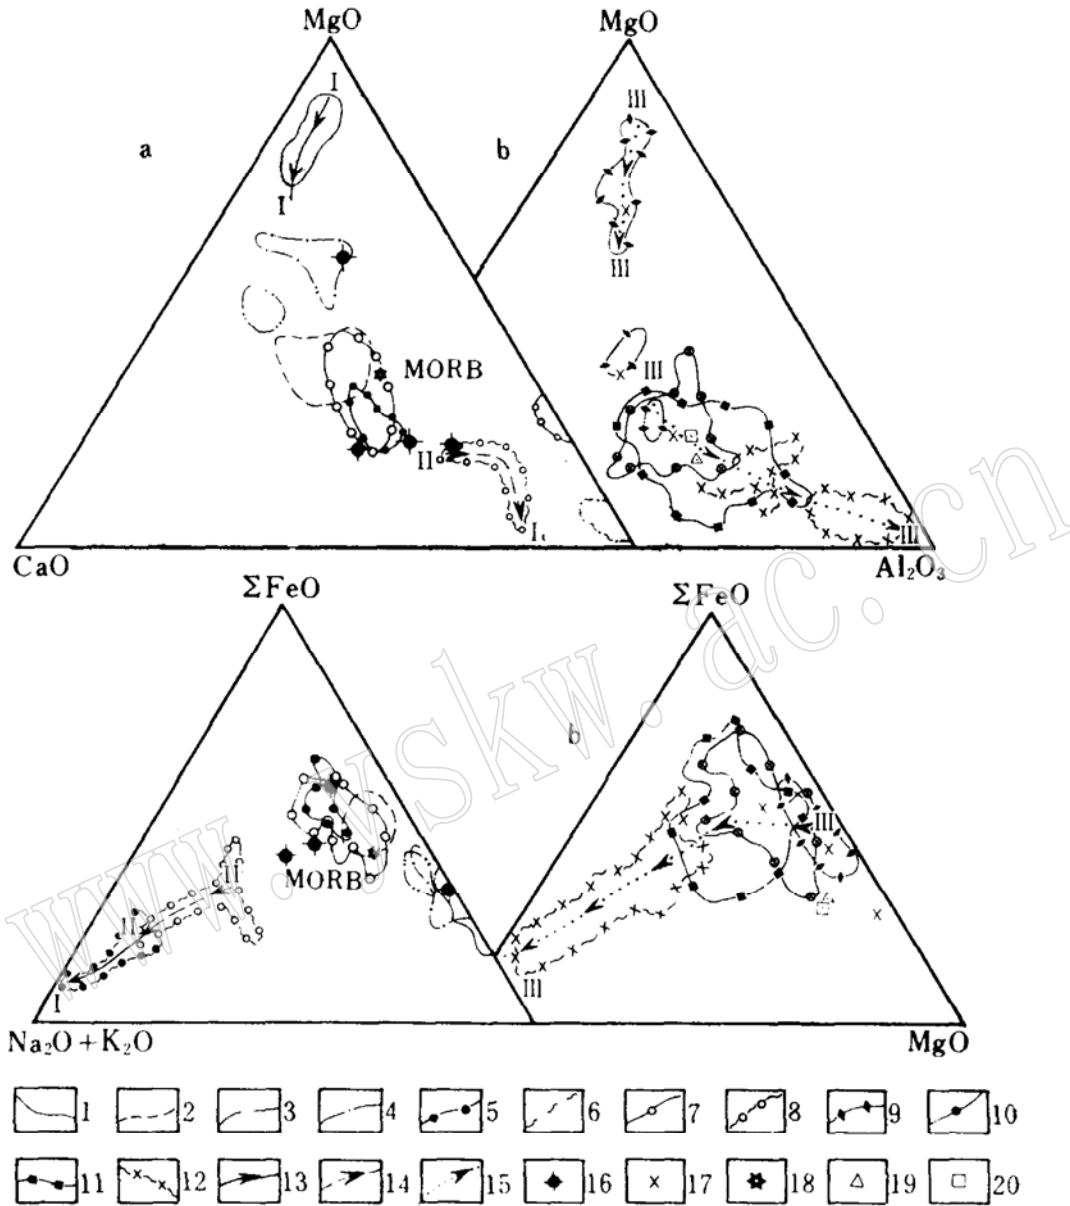 MgO
MgO
I
III
a
b
I
III
MORB
III
II
I
III
CaO
Al₂O₃
ΣFeO
ΣFeO
b
III
II
MORB
II
I
III
Na₂O + K₂O
MgO
1 2 3 4 5 6 7 8 9 10
11 12 13 14 15 16 17 18 19 20
www.yskw.ac.cn